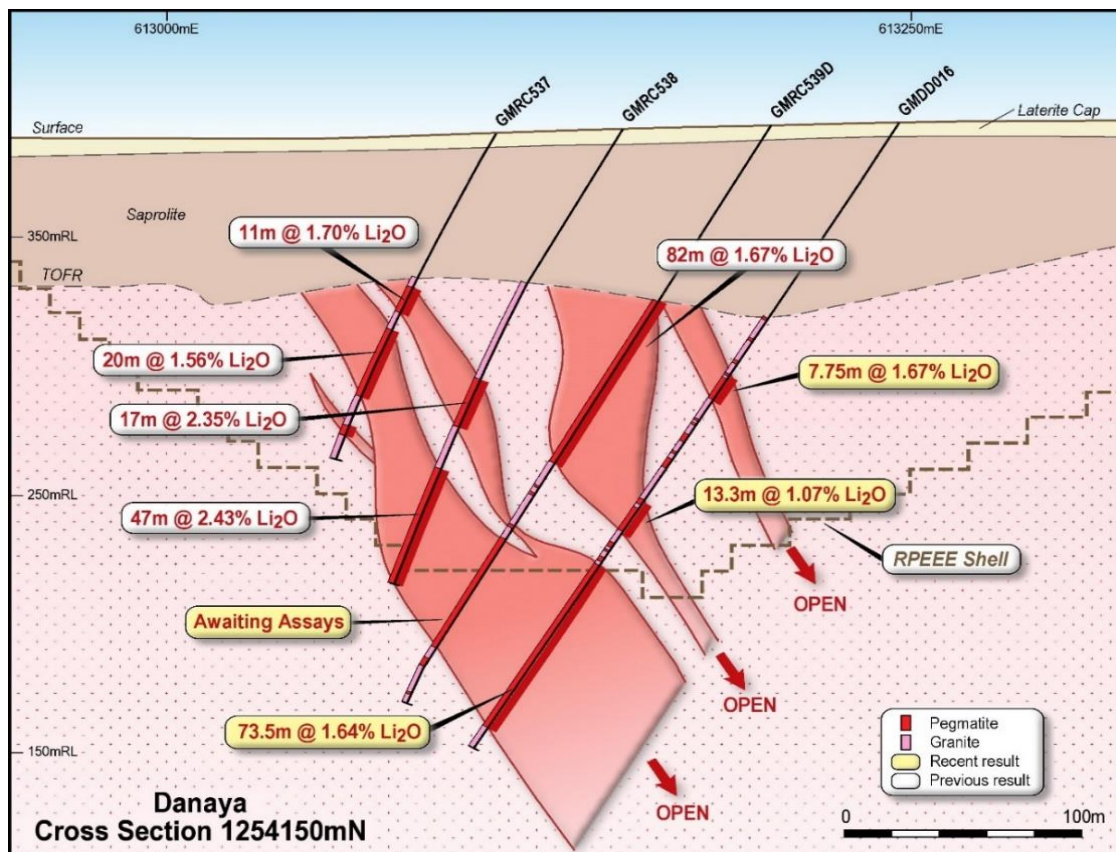 613000mE
613250mE
GMRC537
GMRC538
GMRC539D
GMDD016
Surface
Laterite Cap
Saprolite
350mRL
TOFR
11m @ 1.70% Li₂O
82m @ 1.67% Li₂O
20m @ 1.56% Li₂O
7.75m @ 1.67% Li₂O
17m @ 2.35% Li₂O
250mRL
13.3m @ 1.07% Li₂O
47m @ 2.43% Li₂O
RPEEE Shell
OPEN
Awaiting Assays
OPEN
73.5m @ 1.64% Li₂O
150mRL
OPEN
Pegmatite
Granite
Recent result
Previous result
Danaya
Cross Section 1254150mN
0
100m